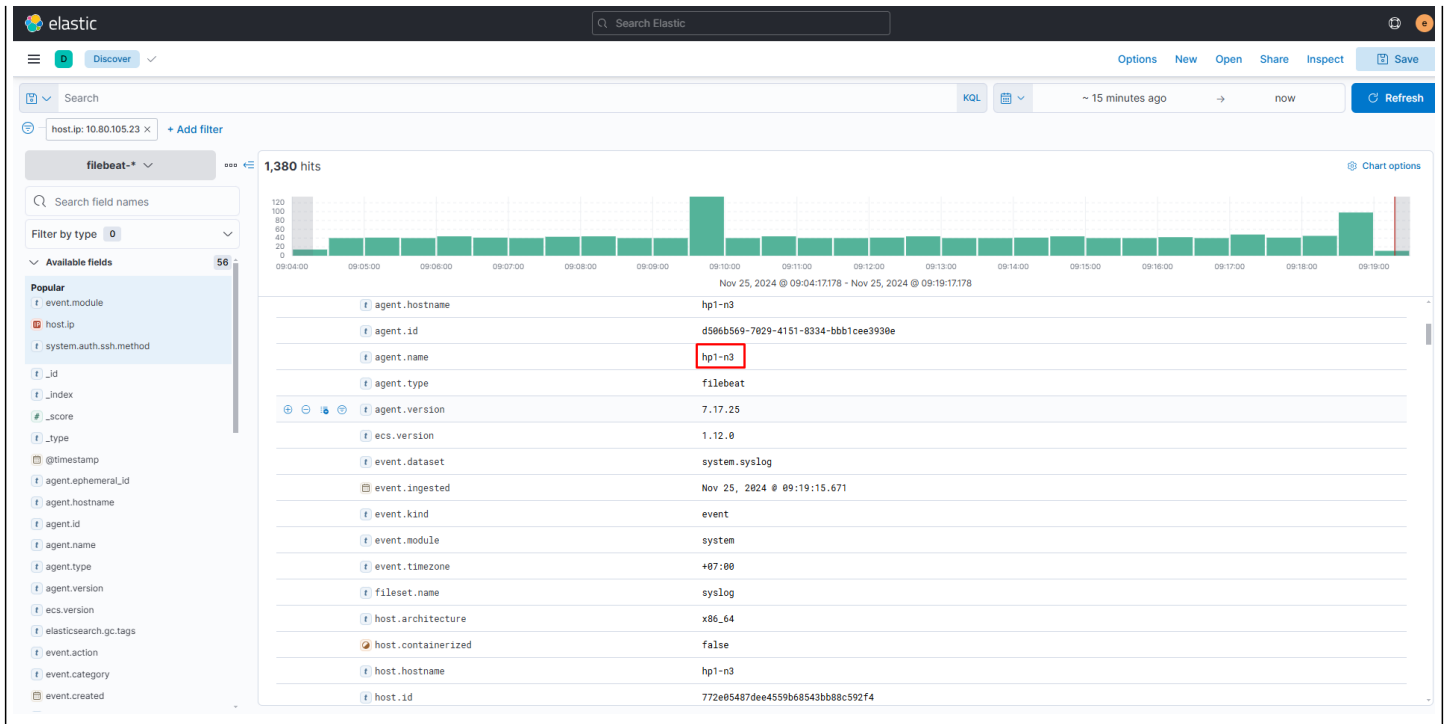 elastic
Search Elastic
e
D Discover Options New Open Share Inspect Save
Search KQL ~ 15 minutes ago → now Refresh
host.ip: 10.80.105.23 × + Add filter
filebeat-*
1,380 hits Chart options
Search field names
Filter by type 0
Available fields 56
Popular
t event.module
IP host.ip
t system.auth.ssh.method
t _id
t _index
# _score
t _type
@timestamp
t agent.ephemeral_id
t agent.hostname
t agent.id
t agent.name
t agent.type
t agent.version
t ecs.version
t elasticsearch.gc.tags
t event.action
t event.category
event.created
120
100
80
60
40
20
0
09:04:00 09:05:00 09:06:00 09:07:00 09:08:00 09:09:00 09:10:00 09:11:00 09:12:00 09:13:00 09:14:00 09:15:00 09:16:00 09:17:00 09:18:00 09:19:00
Nov 25, 2024 @ 09:04:17.178 - Nov 25, 2024 @ 09:19:17.178
t agent.hostname hp1-n3
t agent.id d506b569-7029-4151-8334-bbb1cee3930e
t agent.name hp1-n3
t agent.type filebeat
t agent.version 7.17.25
t ecs.version 1.12.0
t event.dataset system.syslog
event.ingested Nov 25, 2024 @ 09:19:15.671
t event.kind event
t event.module system
t event.timezone +07:00
t fileset.name syslog
t host.architecture x86_64
host.containerized false
t host.hostname hp1-n3
t host.id 772e05487dee4559b68543bb88c592f4